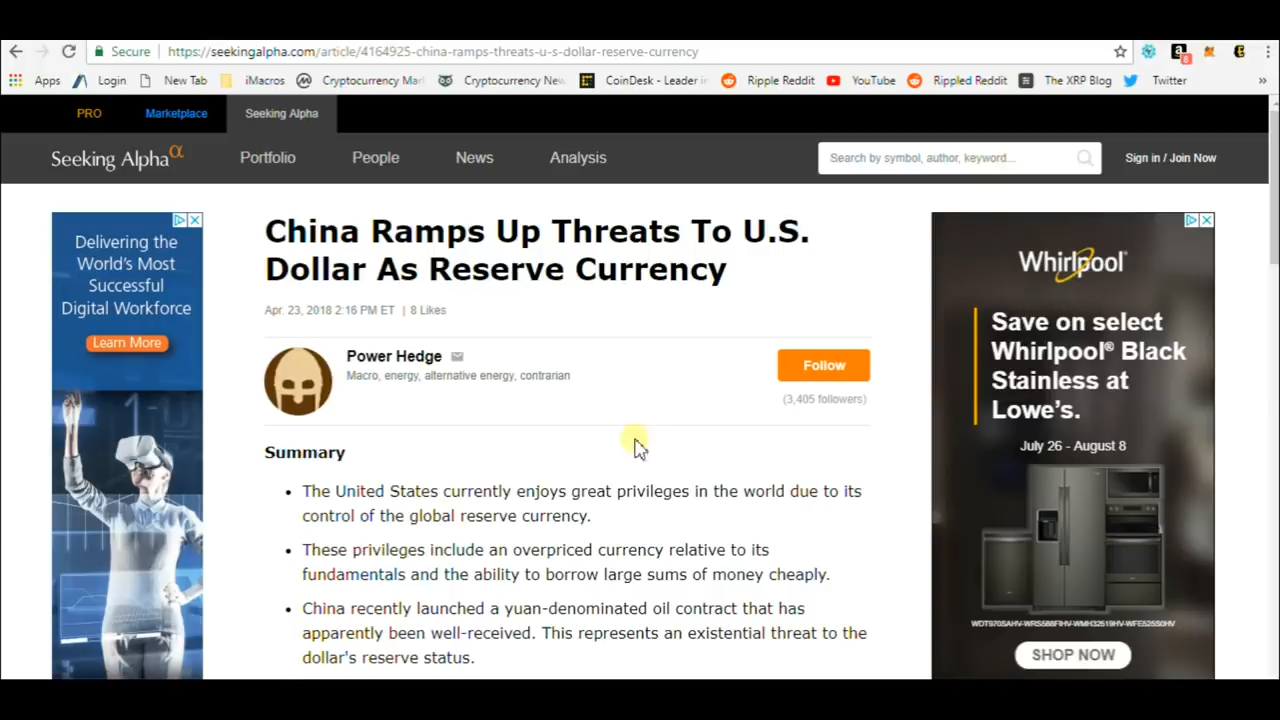 Secure
https://seekingalpha.com/article/4164925-china-ramps-threats-u-s-dollar-reserve-currency
a
8
Apps
Login
New Tab
iMacros
Cryptocurrency Mar
Cryptocurrency New
CoinDesk - Leader in
Ripple Reddit
YouTube
Rippled Reddit
The XRP Blog
Twitter
»
PRO
Marketplace
Seeking Alpha
Seeking Alpha α
Portfolio
People
News
Analysis
Search by symbol, author, keyword...
Sign in / Join Now
Delivering the
World's Most
Successful
Digital Workforce
Learn More
China Ramps Up Threats To U.S.
Dollar As Reserve Currency
Apr. 23, 2018 2:16 PM ET | 8 Likes
Power Hedge
Macro, energy, alternative energy, contrarian
Follow
(3,405 followers)
Summary
• The United States currently enjoys great privileges in the world due to its
control of the global reserve currency.
• These privileges include an overpriced currency relative to its
fundamentals and the ability to borrow large sums of money cheaply.
• China recently launched a yuan-denominated oil contract that has
apparently been well-received. This represents an existential threat to the
dollar's reserve status.
Whirlpool
Save on select
Whirlpool® Black
Stainless at
Lowe's.
July 26 - August 8
SHOP NOW